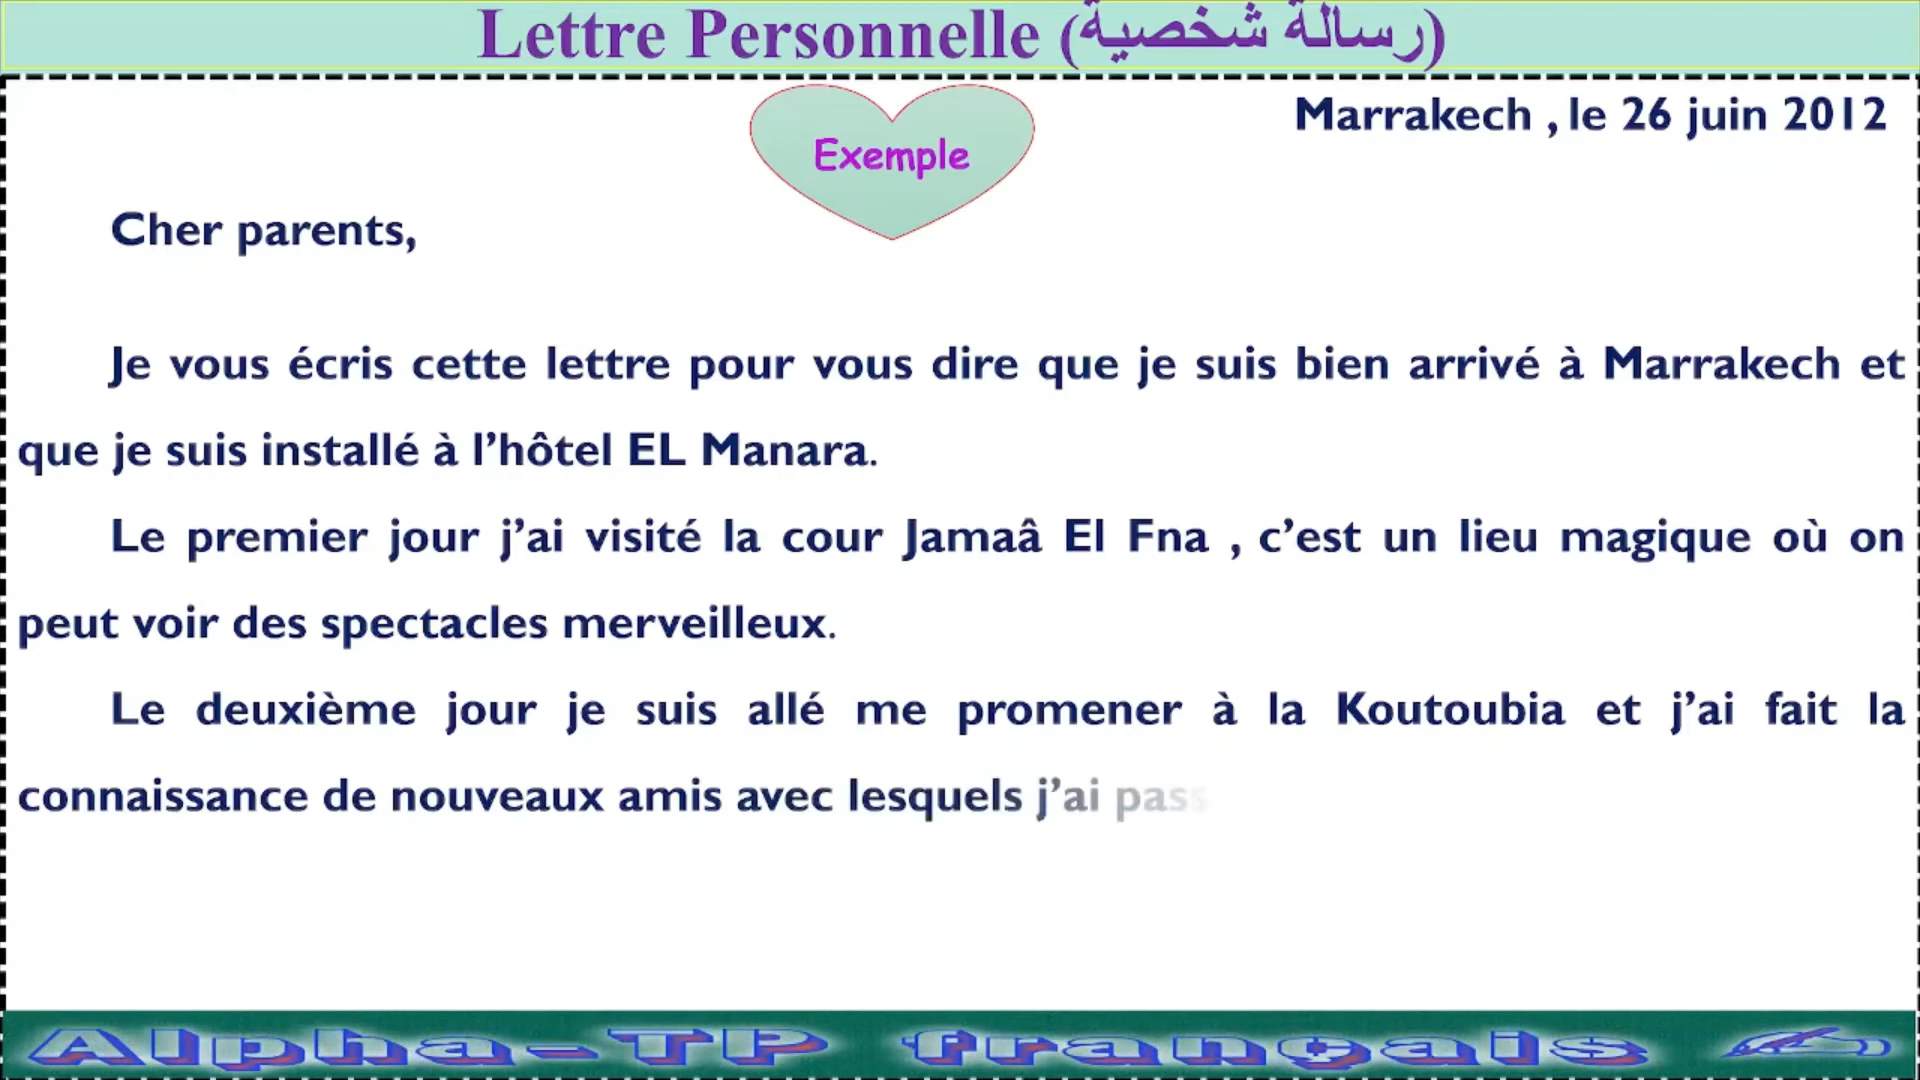 Lettre Personnelle (رسالة شخصية)
Marrakech , le 26 juin 2012
Exemple
Cher parents,
Je vous écris cette lettre pour vous dire que je suis bien arrivé à Marrakech et
que je suis installé à l’hôtel EL Manara.
Le premier jour j’ai visité la cour Jamaâ El Fna , c’est un lieu magique où on
peut voir des spectacles merveilleux.
Le deuxième jour je suis allé me promener à la Koutoubia et j’ai fait la
connaissance de nouveaux amis avec lesquels j’ai pass
Alpha-TP français